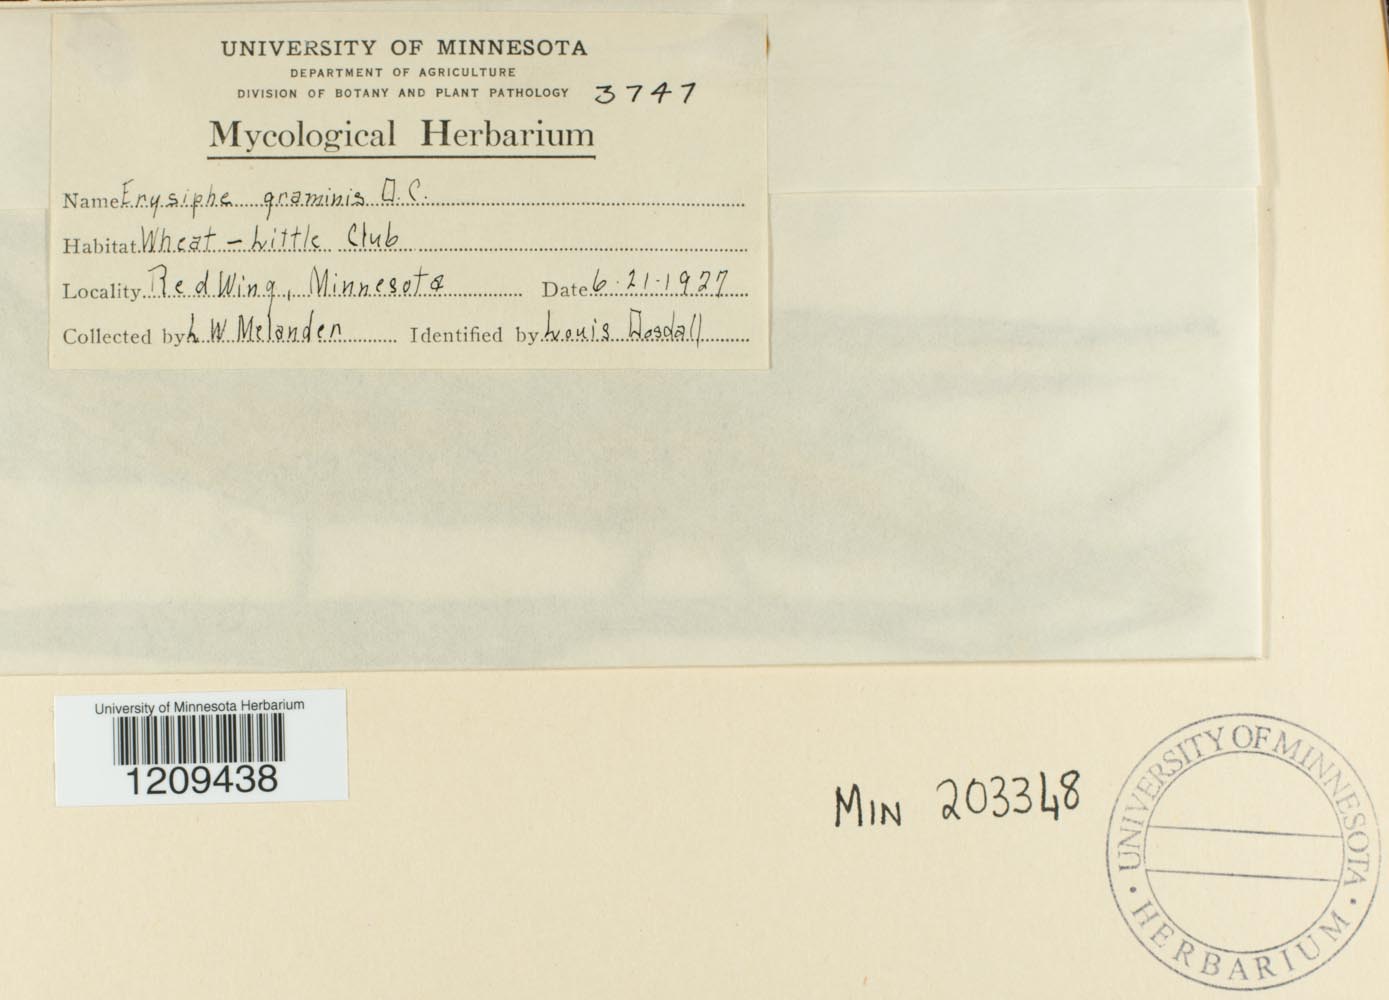 UNIVERSITY OF MINNESOTA
DEPARTMENT OF AGRICULTURE
DIVISION OF BOTANY AND PLANT PATHOLOGY 3747
Mycological Herbarium
Name Erysiphe graminis D.C.
Habitat Wheat - Little Club
Locality Red Wing, Minnesota Date 6-21-1927
Collected by L W Melander Identified by Louis Dosdall
University of Minnesota Herbarium
1209438
MIN 203348
UNIVERSITY OF MINNESOTA
• HERBARIUM •